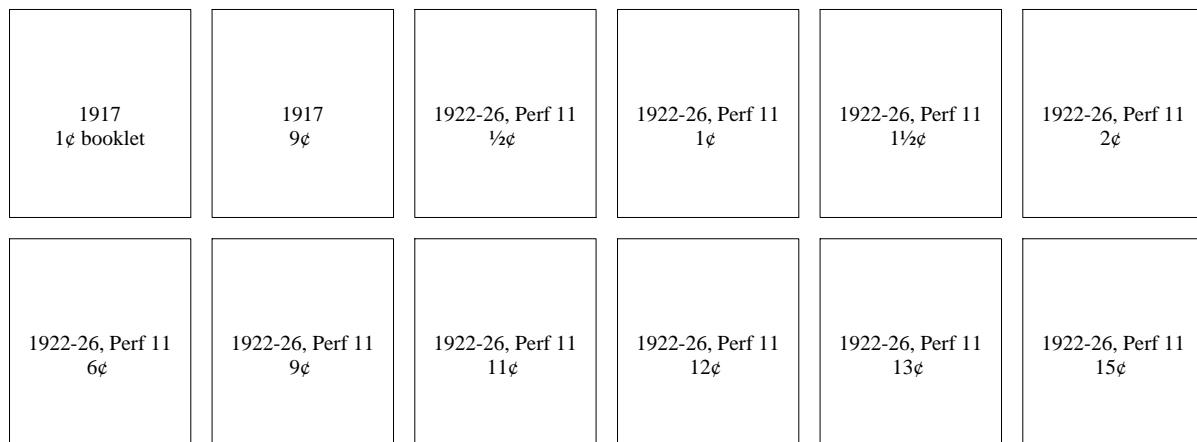 1917
1¢ booklet
1917
9¢
1922-26, Perf 11
½¢
1922-26, Perf 11
1¢
1922-26, Perf 11
1½¢
1922-26, Perf 11
2¢
1922-26, Perf 11
6¢
1922-26, Perf 11
9¢
1922-26, Perf 11
11¢
1922-26, Perf 11
12¢
1922-26, Perf 11
13¢
1922-26, Perf 11
15¢